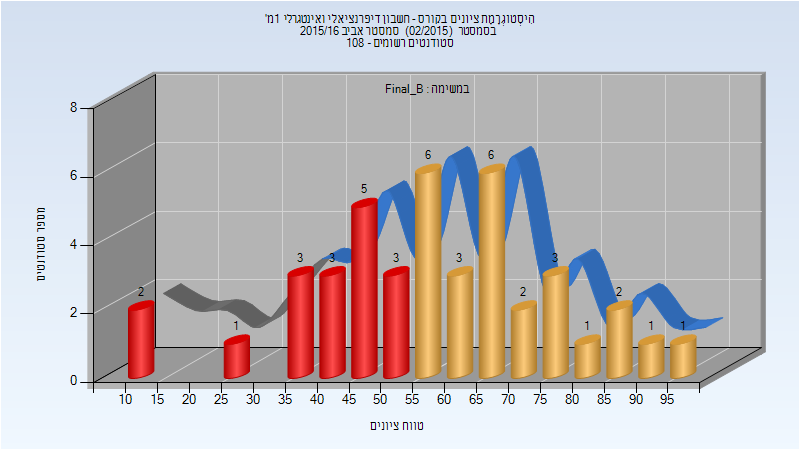 הִיסְטוֹגְרַמַּת ציונים בקורס - חשבון דיפרנציאלי ואינטגרלי 1מ'
בסמסטר (02/2015) סמסטר אביב 2015/16
סטודנטים רשומים - 108
במשימה: Final_B
מספר סטודנטים
8
6
4
2
0
2
1
3
3
5
3
6
3
6
2
3
1
2
1
1
10 15 20 25 30 35 40 45 50 55 60 65 70 75 80 85 90 95
טווח ציונים